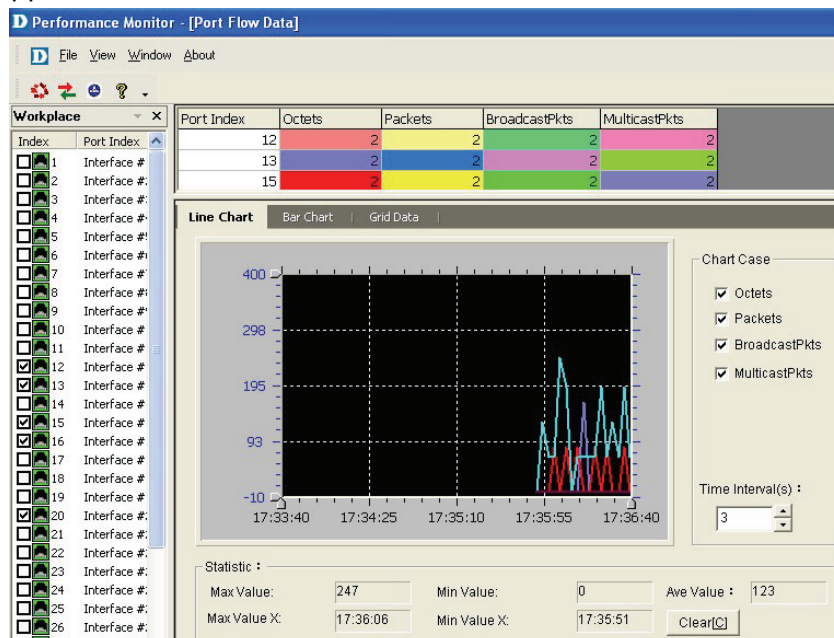 D Performance Monitor - [Port Flow Data]
D File View Window About
Workplace
Index Port Index
1 Interface #
2 Interface #
3 Interface #
4 Interface #
5 Interface #
6 Interface #
7 Interface #
8 Interface #
9 Interface #
10 Interface #
11 Interface #
12 Interface #
13 Interface #
14 Interface #
15 Interface #
16 Interface #
17 Interface #
18 Interface #
19 Interface #
20 Interface #
21 Interface #
22 Interface #
23 Interface #
24 Interface #
25 Interface #
26 Interface #
Port Index Octets Packets BroadcastPkts MulticastPkts
12 2 2 2 2
13 2 2 2 2
15 2 2 2 2
Line Chart Bar Chart | Grid Data |
400
298
195
93
-10
17:33:40 17:34:25 17:35:10 17:35:55 17:36:40
Chart Case
Octets
Packets
BroadcastPkts
MulticastPkts
Time Interval(s) :
3
Statistic :
Max Value: 247 Min Value: 0 Ave Value : 123
Max Value X: 17:36:06 Min Value X: 17:35:51 Clear[C]